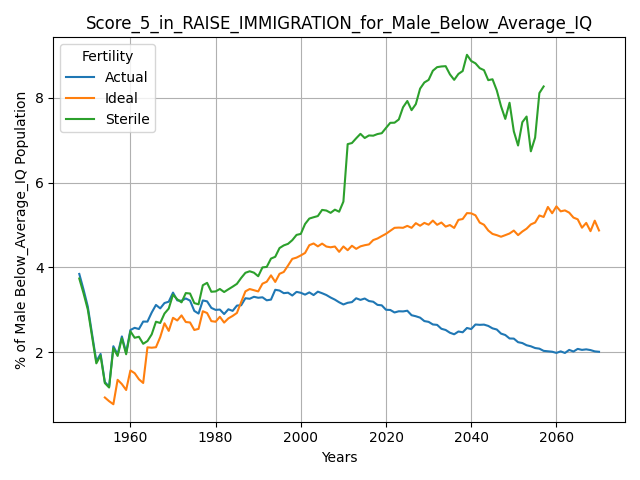 Score_5_in_RAISE_IMMIGRATION_for_Male_Below_Average_IQ
Fertility
Actual
Ideal
Sterile
% of Male Below_Average_IQ Population
8
6
4
2
1960
1980
2000
2020
2040
2060
Years